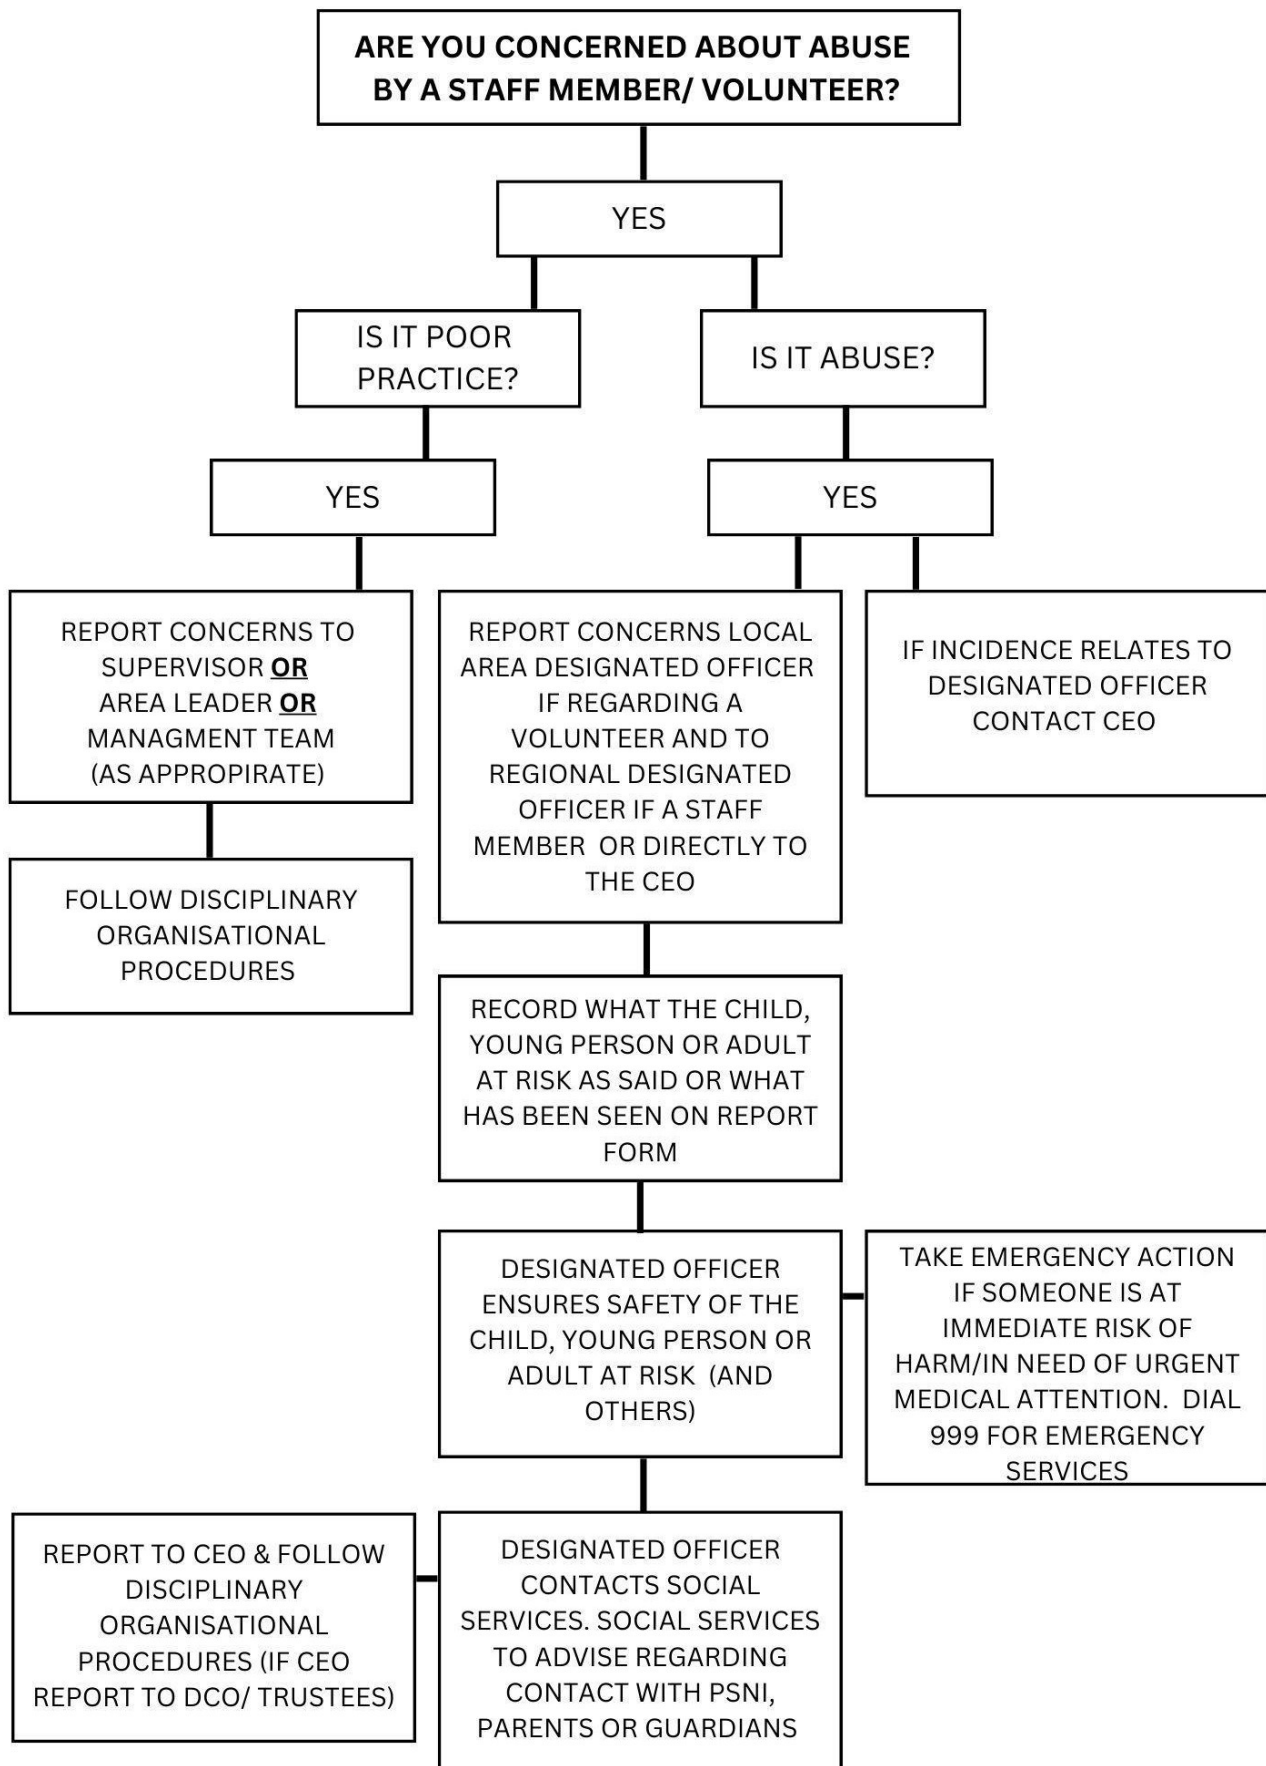 ARE YOU CONCERNED ABOUT ABUSE
BY A STAFF MEMBER/ VOLUNTEER?
YES
IS IT POOR
PRACTICE?
IS IT ABUSE?
YES
YES
REPORT CONCERNS TO
SUPERVISOR OR
AREA LEADER OR
MANAGMENT TEAM
(AS APPROPIRATE)
REPORT CONCERNS LOCAL
AREA DESIGNATED OFFICER
IF REGARDING A
VOLUNTEER AND TO
REGIONAL DESIGNATED
OFFICER IF A STAFF
MEMBER OR DIRECTLY TO
THE CEO
IF INCIDENCE RELATES TO
DESIGNATED OFFICER
CONTACT CEO
FOLLOW DISCIPLINARY
ORGANISATIONAL
PROCEDURES
RECORD WHAT THE CHILD,
YOUNG PERSON OR ADULT
AT RISK AS SAID OR WHAT
HAS BEEN SEEN ON REPORT
FORM
DESIGNATED OFFICER
ENSURES SAFETY OF THE
CHILD, YOUNG PERSON OR
ADULT AT RISK (AND
OTHERS)
TAKE EMERGENCY ACTION
IF SOMEONE IS AT
IMMEDIATE RISK OF
HARM/IN NEED OF URGENT
MEDICAL ATTENTION. DIAL
999 FOR EMERGENCY
SERVICES
REPORT TO CEO & FOLLOW
DISCIPLINARY
ORGANISATIONAL
PROCEDURES (IF CEO
REPORT TO DCO/ TRUSTEES)
DESIGNATED OFFICER
CONTACTS SOCIAL
SERVICES. SOCIAL SERVICES
TO ADVISE REGARDING
CONTACT WITH PSNI,
PARENTS OR GUARDIANS